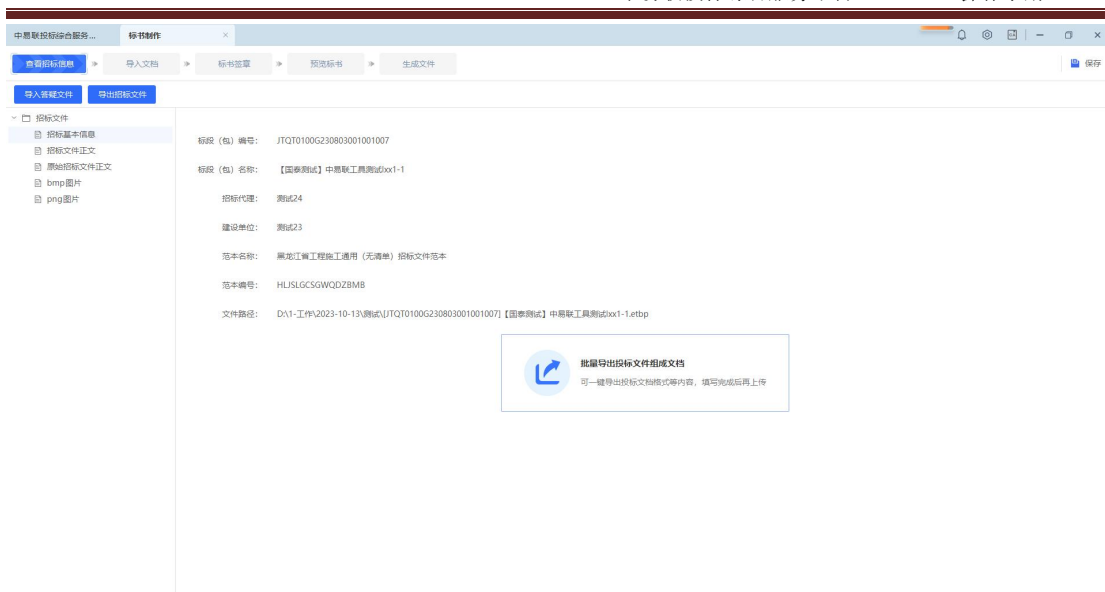 中易联投标综合服务... 标书制作 ×
查看招标信息 导入文档 标书签章 预览标书 生成文件 保存
导入答疑文件 导出招标文件
招标文件
招标基本信息
招标文件正文
原始招标文件正文
bmp图片
png图片
标段（包）编号： JTQT0100G230803001001007
标段（包）名称： 【国泰测试】中易联工具测试lxx1-1
招标代理： 测试24
建设单位： 测试23
范本名称： 黑龙江省工程施工通用（无清单）招标文件范本
范本编号： HLJSLGCSGWQDZBMB
文件路径： D:\1-工作\2023-10-13\测试\[JTQT0100G230803001001007]【国泰测试】中易联工具测试lxx1-1.etbp
批量导出投标文件组成文档
可一键导出投标文档格式等内容，填写完成后再上传